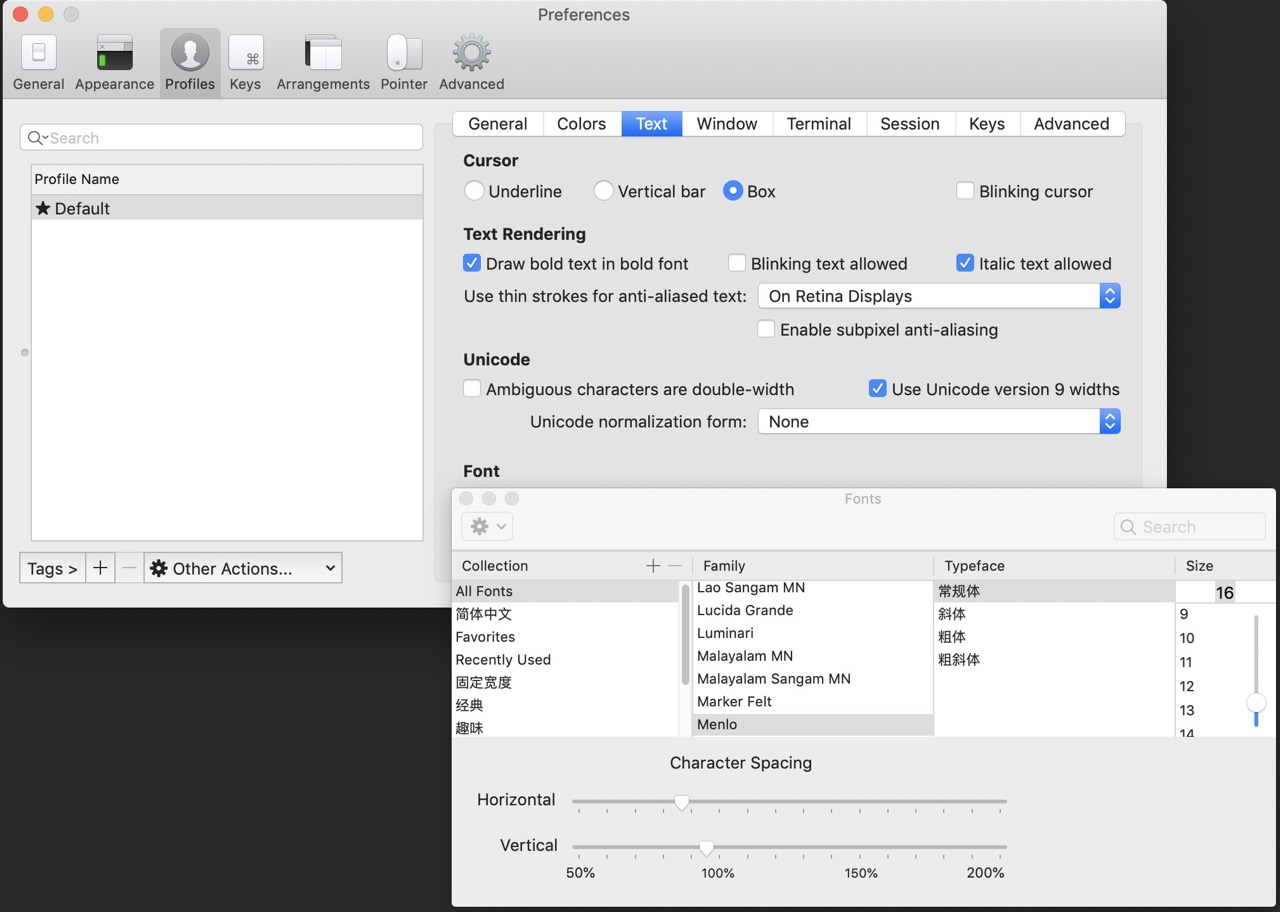 Preferences
General Appearance Profiles Keys Arrangements Pointer Advanced
Search
Profile Name
★ Default
Tags > + − Other Actions...
General Colors Text Window Terminal Session Keys Advanced
Cursor
Underline Vertical bar Box Blinking cursor
Text Rendering
Draw bold text in bold font Blinking text allowed Italic text allowed
Use thin strokes for anti-aliased text: On Retina Displays
Enable subpixel anti-aliasing
Unicode
Ambiguous characters are double-width Use Unicode version 9 widths
Unicode normalization form: None
Font
Fonts
Search
Collection + − Family Typeface Size
All Fonts
简体中文
Favorites
Recently Used
固定宽度
经典
趣味
Lao Sangam MN
Lucida Grande
Luminari
Malayalam MN
Malayalam Sangam MN
Marker Felt
Menlo
常规体
斜体
粗体
粗斜体
16
9
10
11
12
13
14
Character Spacing
Horizontal
Vertical
50% 100% 150% 200%